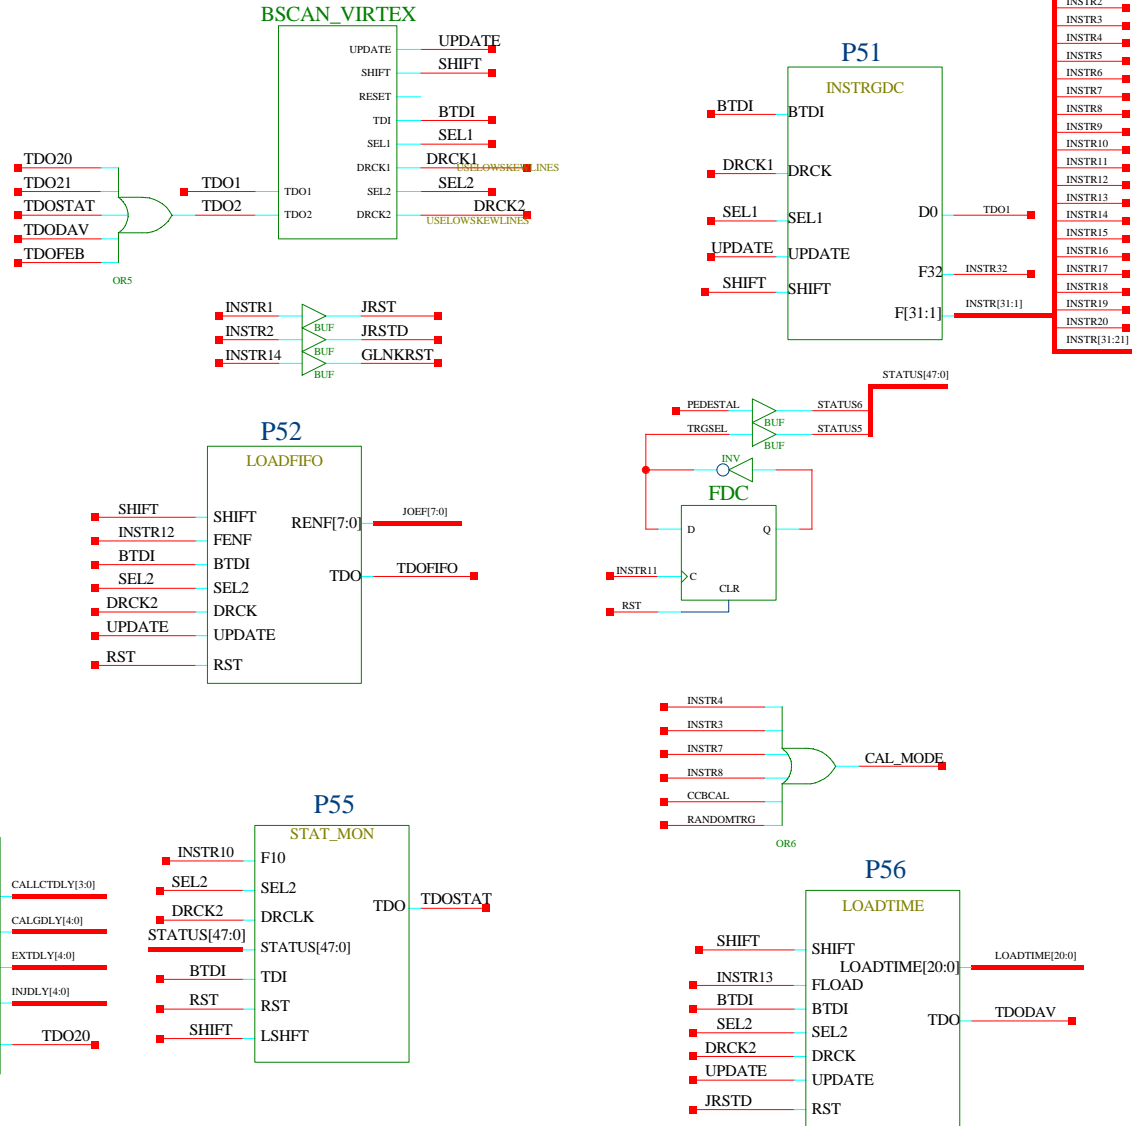 BSCAN_VIRTEX
UPDATE
UPDATE
SHIFT
SHIFT
RESET
TDI
BTDI
SEL1
SEL1
DRCK1
DRCK1
USELOWSKEWLINES
SEL2
SEL2
DRCK2
DRCK2
USELOWSKEWLINES
TDO1
TDO1
TDO2
TDO2
TDO20
TDO21
TDOSTAT
TDODAV
TDOFEB
OR5
INSTR1
BUF
JRST
INSTR2
BUF
JRSTD
INSTR14
BUF
GLNKRST
P51
INSTRGDC
BTDI
BTDI
DRCK1
DRCK
SEL1
SEL1
UPDATE
UPDATE
SHIFT
SHIFT
D0
TDO1
F32
INSTR32
F[31:1]
INSTR[31:1]
INSTR2
INSTR3
INSTR4
INSTR5
INSTR6
INSTR7
INSTR8
INSTR9
INSTR10
INSTR11
INSTR12
INSTR13
INSTR14
INSTR15
INSTR16
INSTR17
INSTR18
INSTR19
INSTR20
INSTR[31:21]
STATUS[47:0]
PEDESTAL
BUF
STATUS6
TRGSEL
BUF
STATUS5
INV
FDC
D
Q
INSTR11
C
CLR
RST
P52
LOADFIFO
SHIFT
SHIFT
INSTR12
FENF
BTDI
BTDI
SEL2
SEL2
DRCK2
DRCK
UPDATE
UPDATE
RST
RST
RENF[7:0]
JOEF[7:0]
TDO
TDOFIFO
INSTR4
INSTR3
INSTR7
INSTR8
CCBCAL
RANDOMTRG
OR6
CAL_MODE
P55
STAT_MON
INSTR10
F10
SEL2
SEL2
DRCK2
DRCLK
STATUS[47:0]
STATUS[47:0]
BTDI
TDI
RST
RST
SHIFT
LSHFT
TDO
TDOSTAT
CALLCTDLY[3:0]
CALGDLY[4:0]
EXTDLY[4:0]
INJDLY[4:0]
TDO20
P56
LOADTIME
SHIFT
SHIFT
LOADTIME[20:0]
LOADTIME[20:0]
INSTR13
FLOAD
BTDI
BTDI
SEL2
SEL2
DRCK2
DRCK
UPDATE
UPDATE
JRSTD
RST
TDO
TDODAV